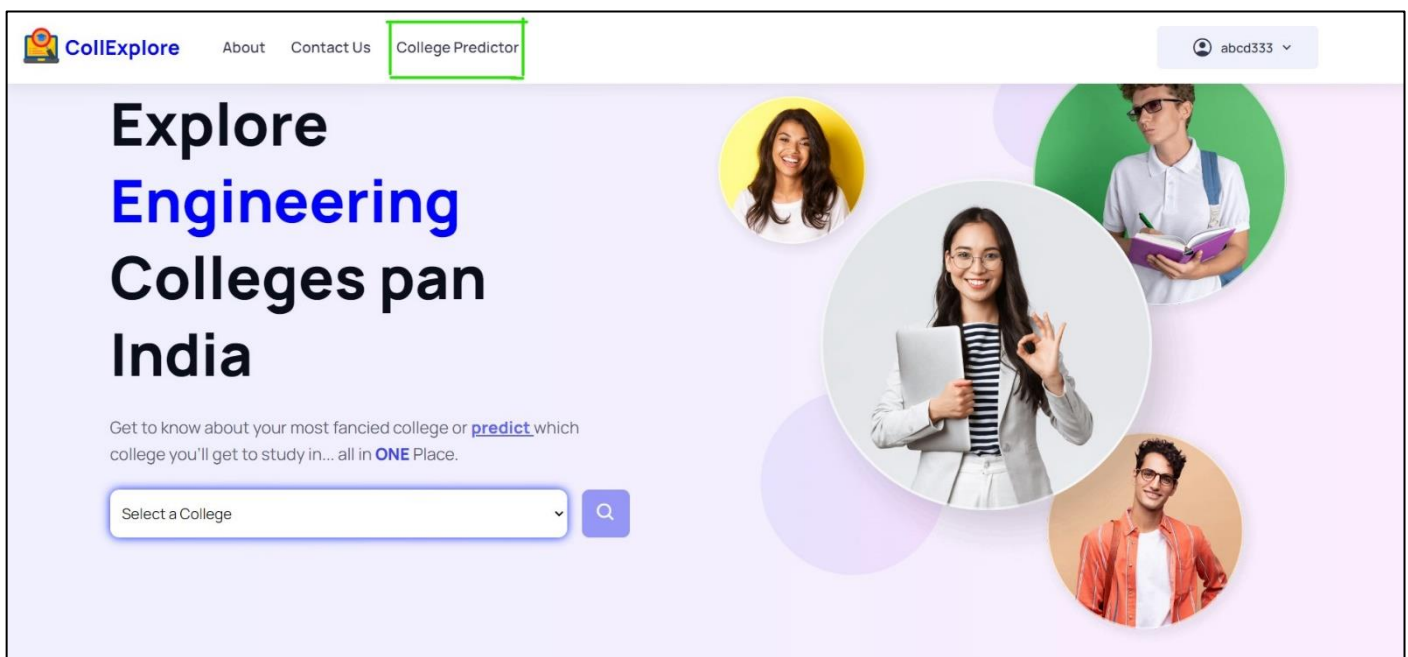 CollExplore About Contact Us College Predictor abcd333
Explore
Engineering
Colleges pan
India
Get to know about your most fancied college or predict which
college you'll get to study in... all in ONE Place.
Select a College